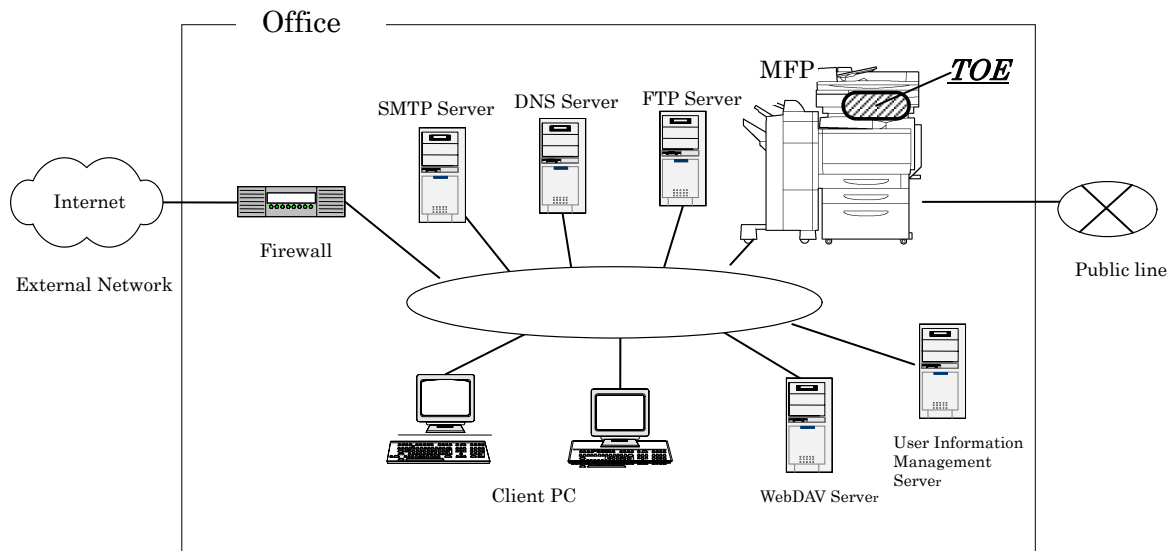 Office
MFP
TOE
SMTP Server
DNS Server
FTP Server
Internet
Firewall
External Network
Public line
Client PC
WebDAV Server
User Information
Management
Server